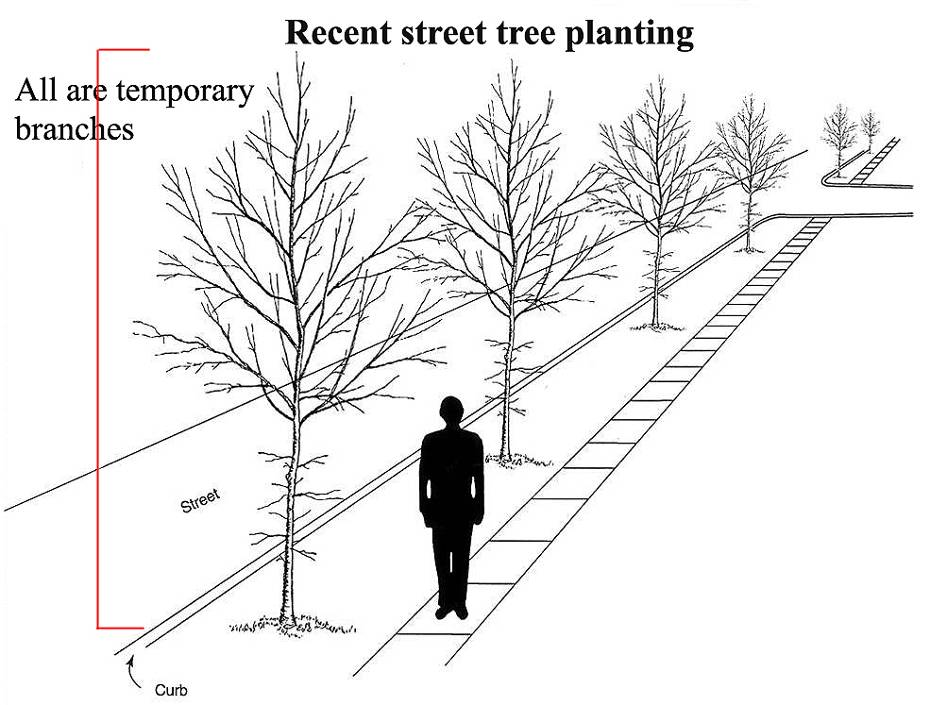 Recent street tree planting
All are temporary
branches
Street
Curb